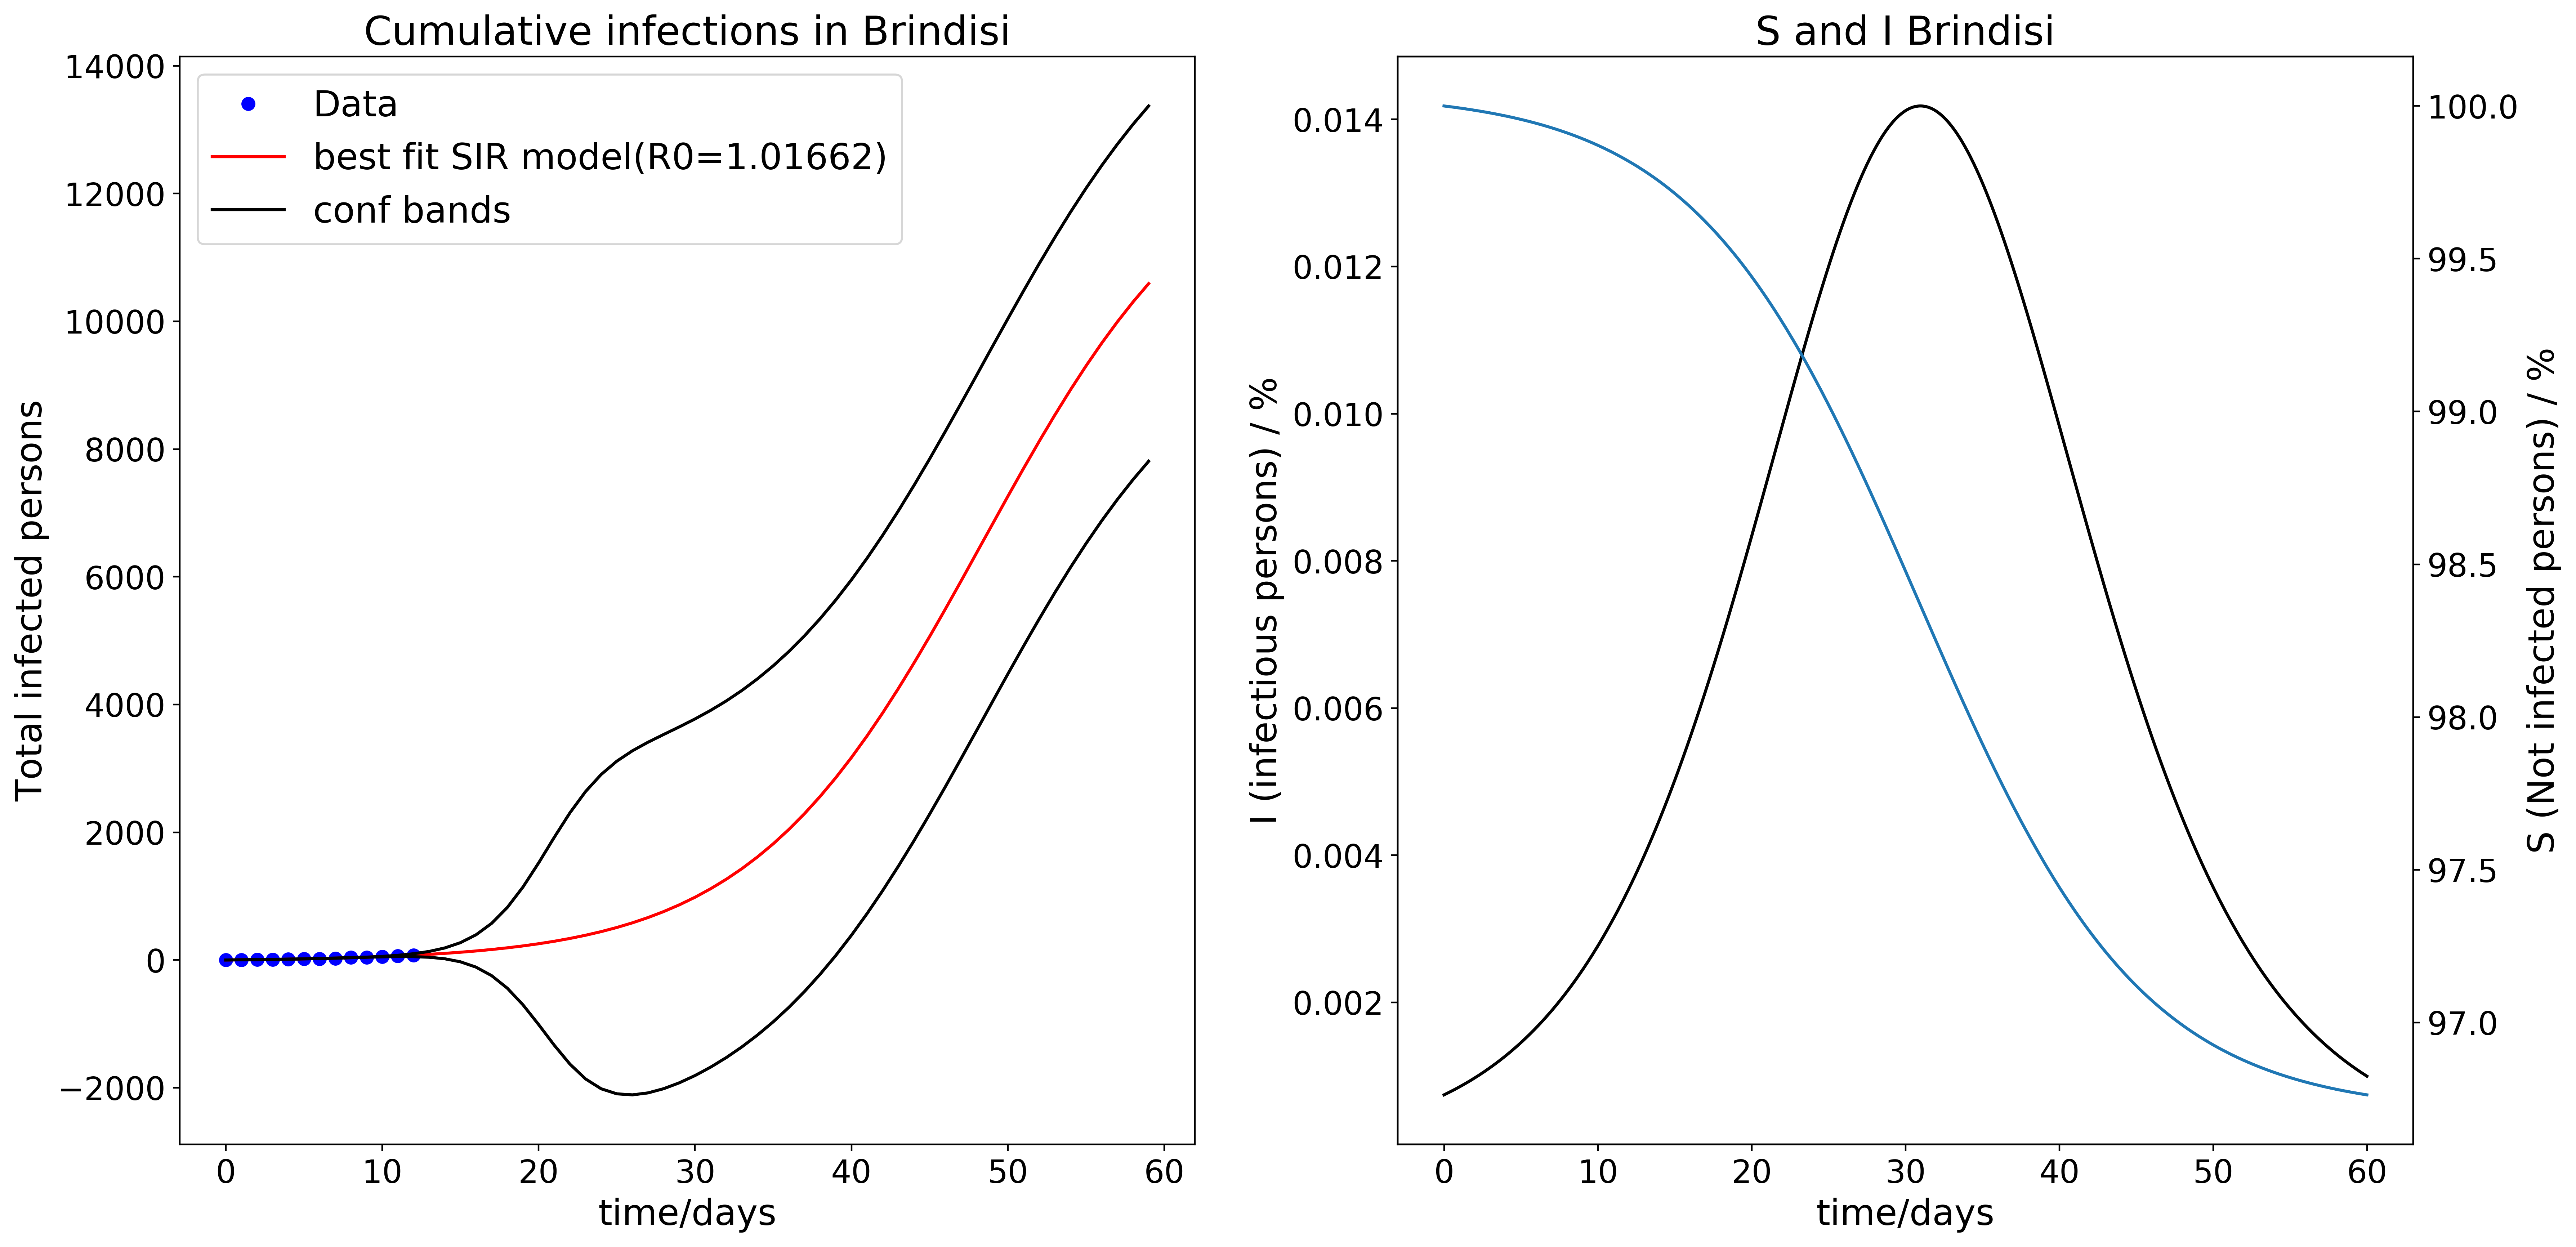 Cumulative infections in Brindisi
14000
12000
10000
8000
6000
4000
2000
0
−2000
Total infected persons
Data
best fit SIR model(R0=1.01662)
conf bands
0 10 20 30 40 50 60
time/days
S and I Brindisi
0.014
0.012
0.010
0.008
0.006
0.004
0.002
I (infectious persons) / %
100.0
99.5
99.0
98.5
98.0
97.5
97.0
S (Not infected persons) / %
0 10 20 30 40 50 60
time/days